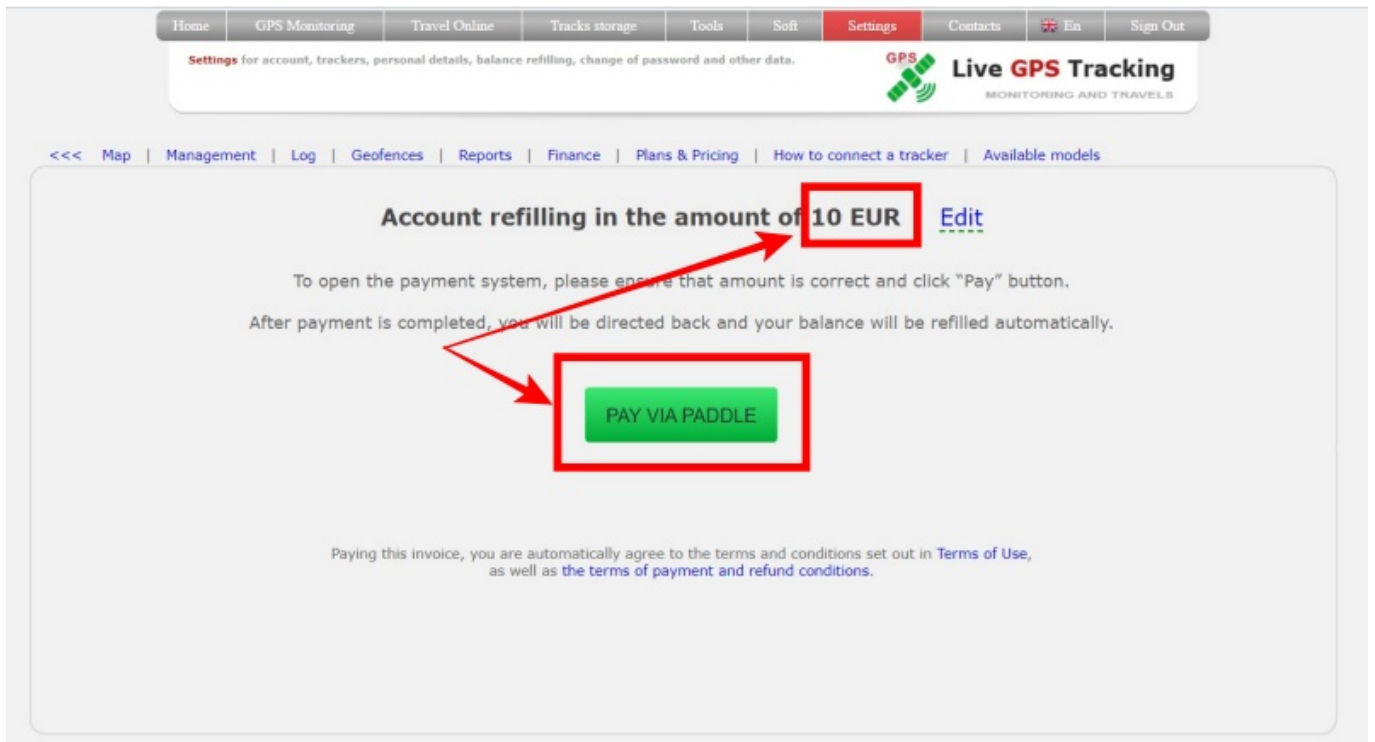 Home GPS Monitoring Travel Online Tracks storage Tools Soft Settings Contacts En Sign Out
Settings for account, trackers, personal details, balance refilling, change of password and other data.
GPS
Live GPS Tracking
MONITORING AND TRAVELS
<<< Map | Management | Log | Geofences | Reports | Finance | Plans & Pricing | How to connect a tracker | Available models
Account refilling in the amount of 10 EUR Edit
To open the payment system, please ensure that amount is correct and click “Pay” button.
After payment is completed, you will be directed back and your balance will be refilled automatically.
PAY VIA PADDLE
Paying this invoice, you are automatically agree to the terms and conditions set out in Terms of Use,
as well as the terms of payment and refund conditions.